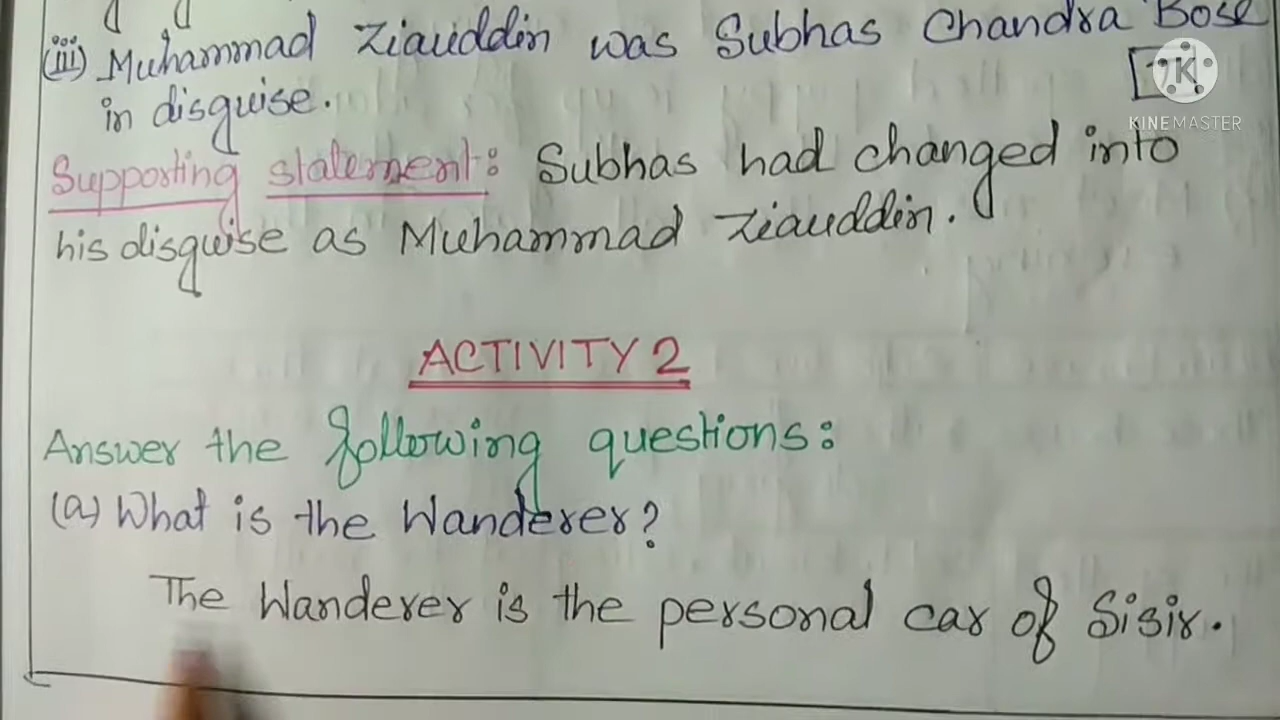 (iii) Muhammad Ziauddin was Subhas Chandra Bose
in disguise.
KINEMASTER
Supporting statement: Subhas had changed into
his disguise as Muhammad Ziauddin.
ACTIVITY 2
Answer the following questions:
(a) What is the Wanderer?
The Wanderer is the personal car of Sisir.